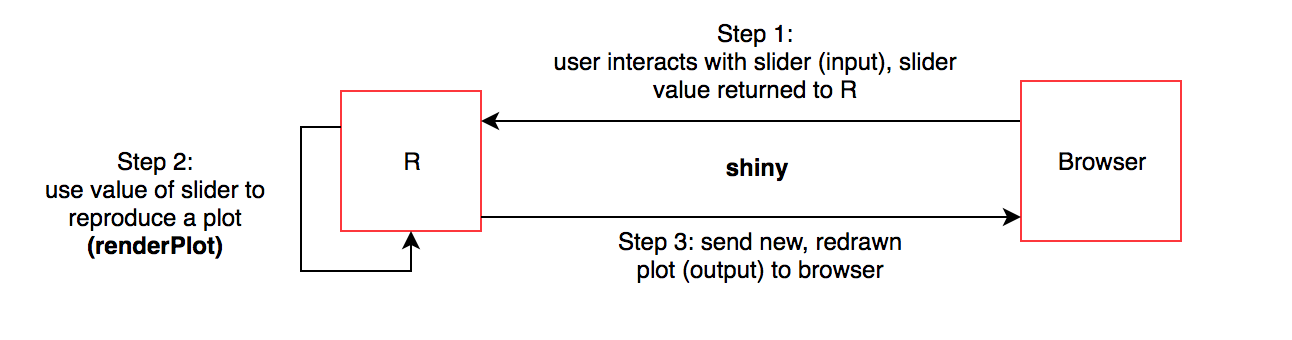 Step 1:
user interacts with slider (input), slider
value returned to R
Step 2:
use value of slider to
reproduce a plot
(renderPlot)
R
shiny
Browser
Step 3: send new, redrawn
plot (output) to browser